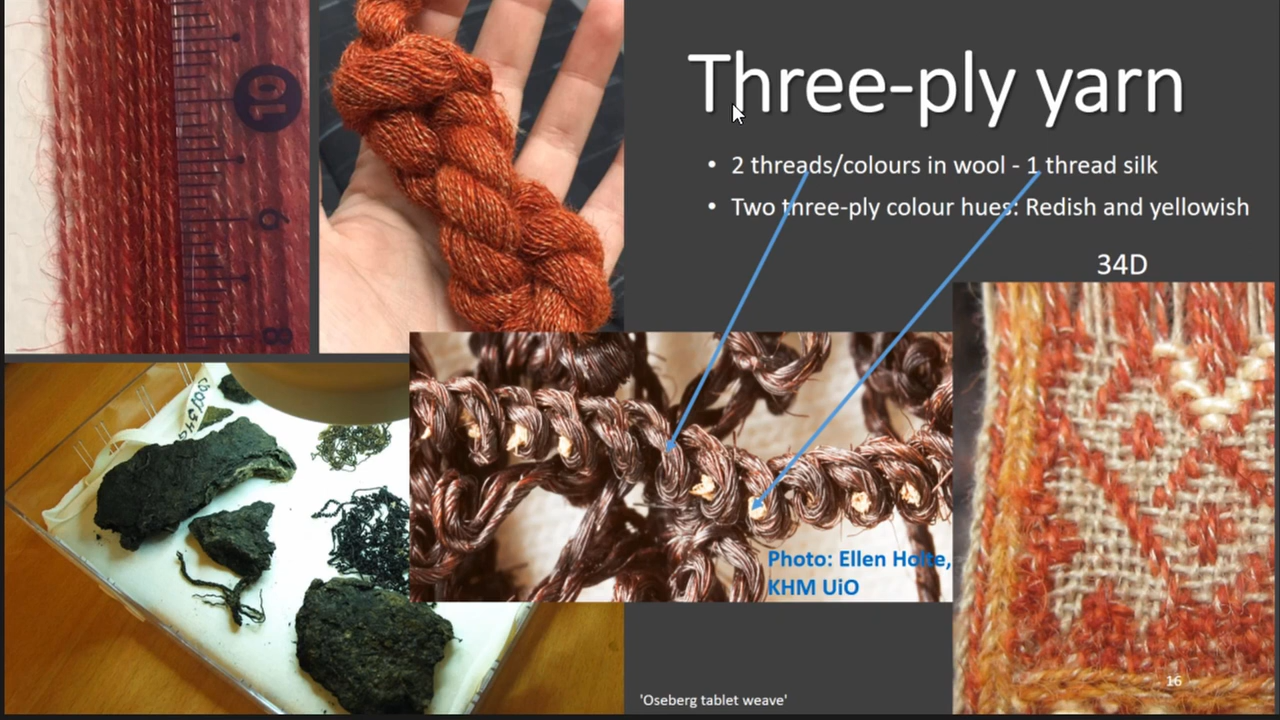 Three-ply yarn
• 2 threads/colours in wool - 1 thread silk
• Two three-ply colour hues: Redish and yellowish
34D
10
9
8
Photo: Ellen Holte,
KHM UiO
16
'Oseberg tablet weave'